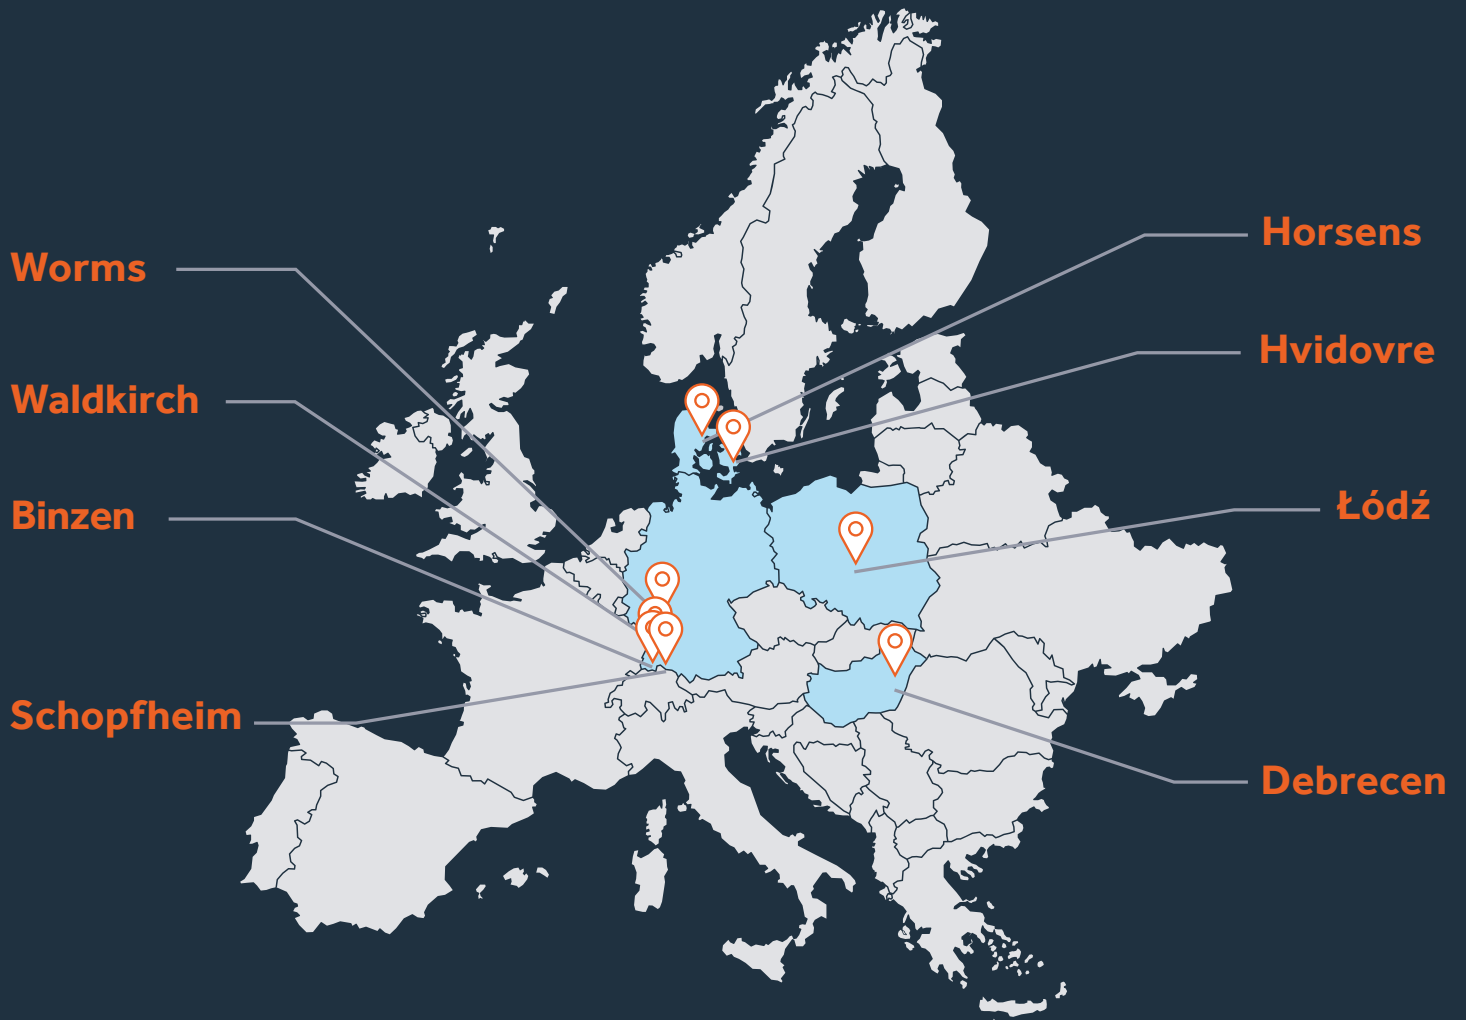 Worms
Waldkirch
Binzen
Schopfheim
Horsens
Hvidovre
Łódź
Debrecen